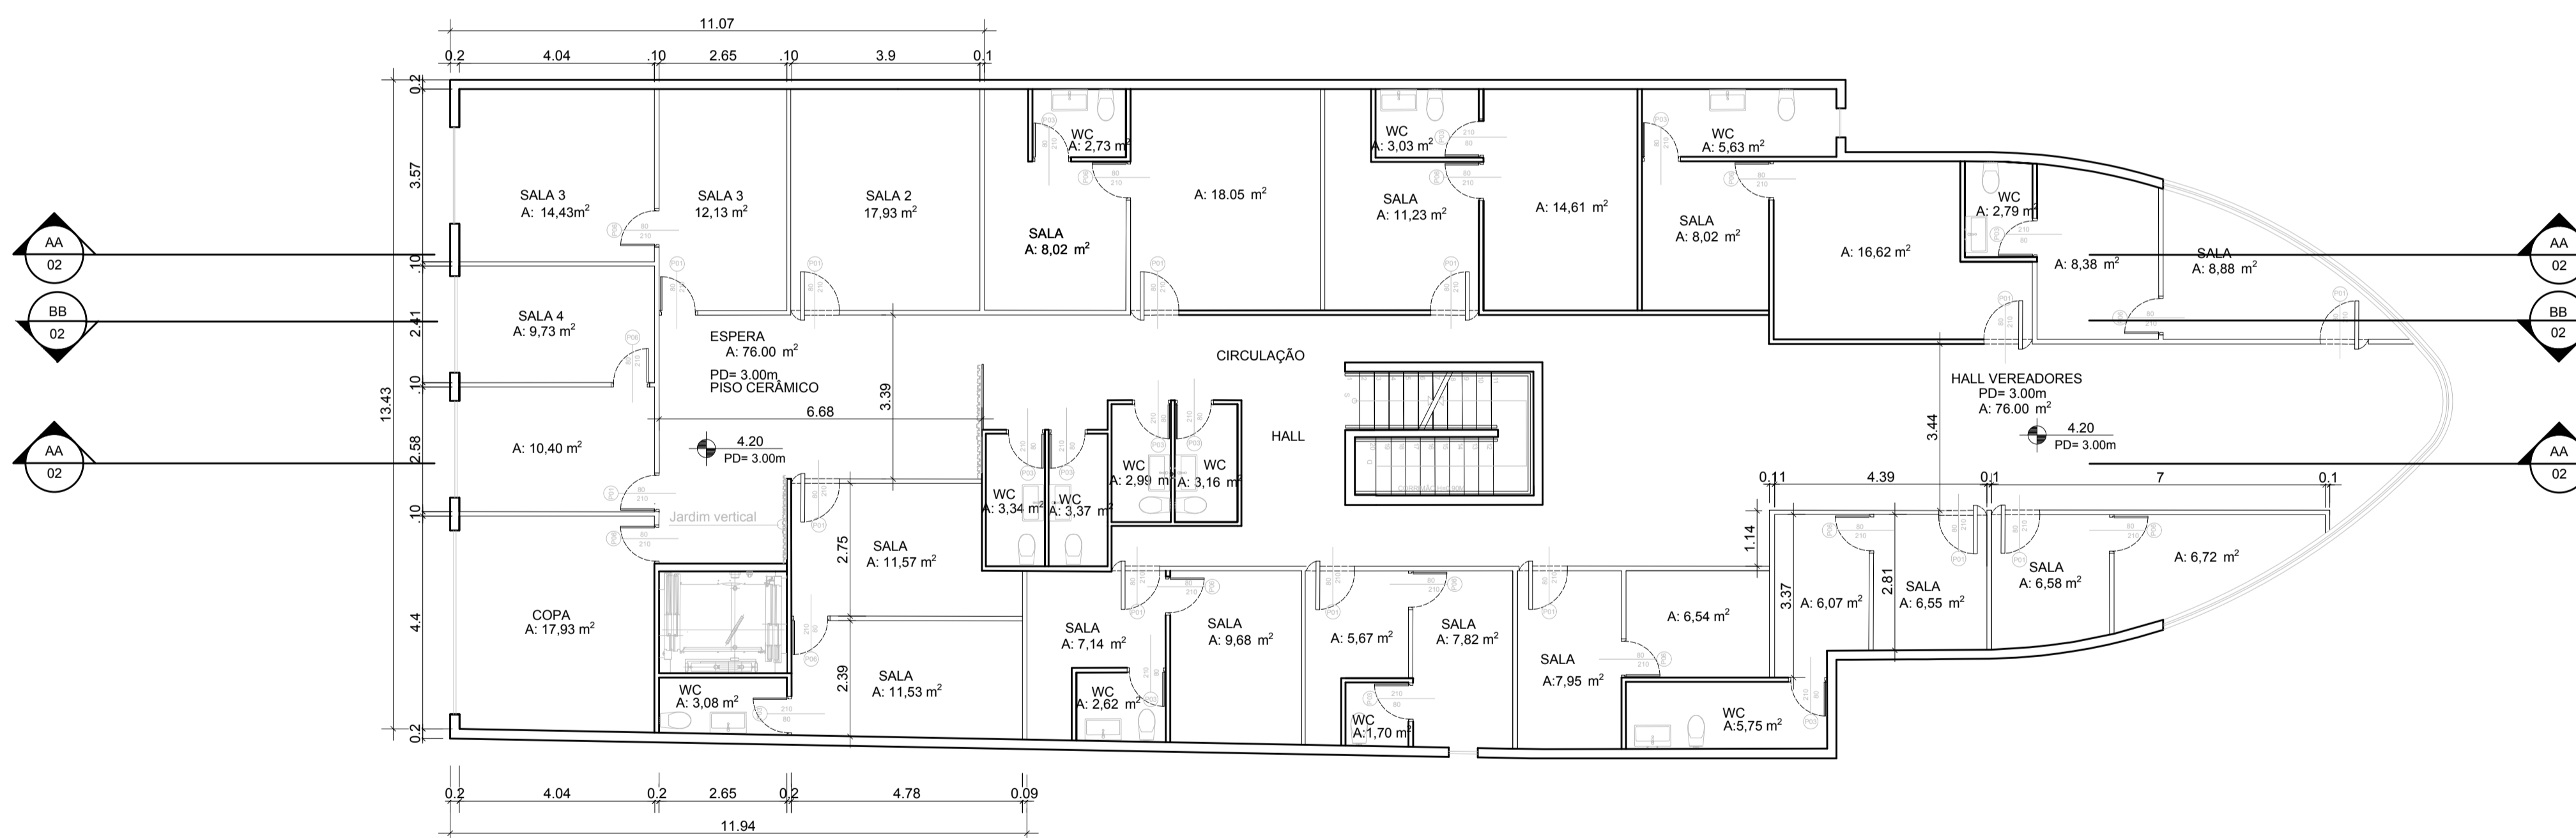 11.07
0.2 4.04 .10 2.65 .10 3.9 0.1
0.2
3.57
.10
2.41
.10
2.58
.10
4.4
0.2
13.43
AA
02
BB
02
AA
02
SALA 3
A: 14,43m²
SALA 3
12,13 m²
SALA 2
17,93 m²
WC
A: 2,73 m²
SALA
A: 8,02 m²
A: 18.05 m²
WC
A: 3,03 m²
SALA
A: 11,23 m²
A: 14,61 m²
WC
A: 5,63 m²
SALA
A: 8,02 m²
A: 16,62 m²
WC
A: 2,79 m²
A: 8,38 m²
SALA
A: 8,88 m²
AA
02
BB
02
AA
02
SALA 4
A: 9,73 m²
ESPERA
A: 76.00 m²
PD= 3.00m
PISO CERÂMICO
6.68
3.39
4.20
PD= 3.00m
CIRCULAÇÃO
HALL
HALL VEREADORES
PD= 3.00m
A: 76.00 m²
4.20
PD= 3.00m
3.44
A: 10,40 m²
Jardim vertical
WC
A: 3,34 m²
WC
A: 3,37 m²
WC
A: 2,99 m²
WC
A: 3,16 m²
0.11 4.39 0.1 7 0.1
1.14
3.37
2.81
2.75
2.39
SALA
A: 11,57 m²
COPA
A: 17,93 m²
WC
A: 3,08 m²
SALA
A: 11,53 m²
SALA
A: 7,14 m²
WC
A: 2,62 m²
SALA
A: 9,68 m²
A: 5,67 m²
WC
A:1,70 m²
SALA
A: 7,82 m²
SALA
A:7,95 m²
A: 6,54 m²
WC
A:5,75 m²
A: 6,07 m²
SALA
A: 6,55 m²
SALA
A: 6,58 m²
A: 6,72 m²
0.2 4.04 0.2 2.65 0.2 4.78 0.09
11.94